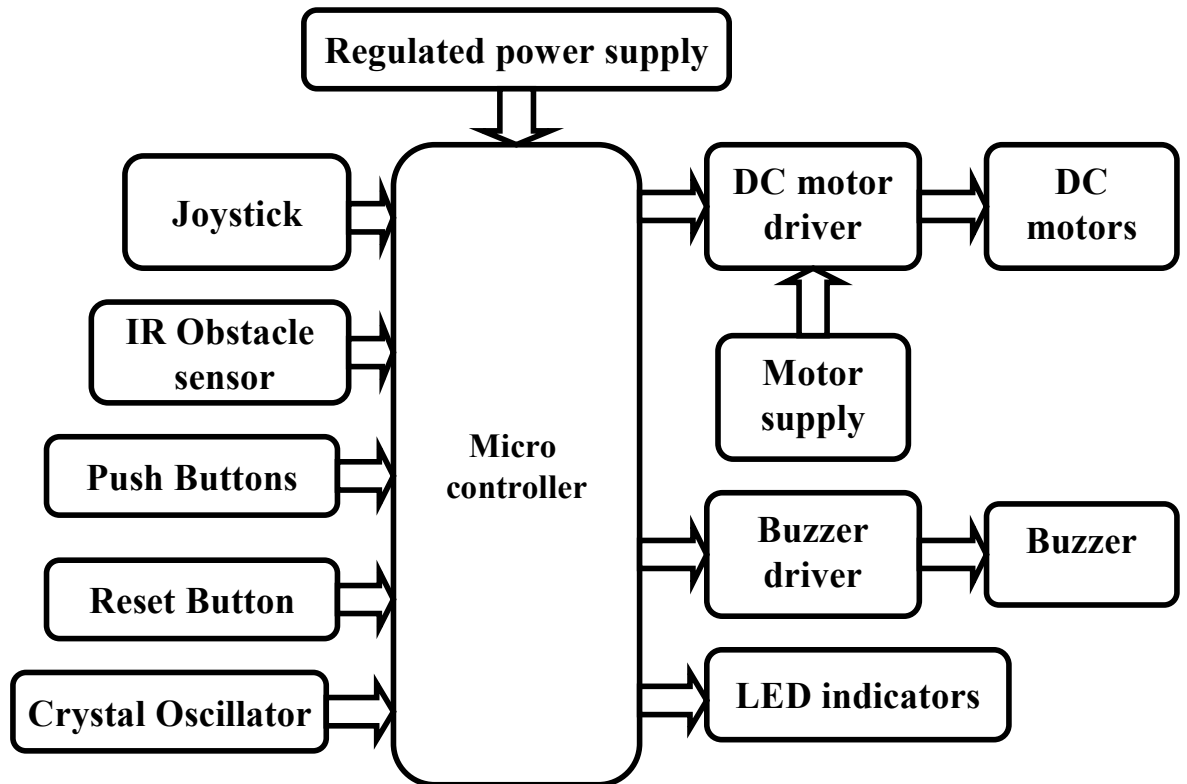 Regulated power supply
Joystick
IR Obstacle
sensor
Push Buttons
Reset Button
Crystal Oscillator
Micro
controller
DC motor
driver
DC
motors
Motor
supply
Buzzer
driver
Buzzer
LED indicators